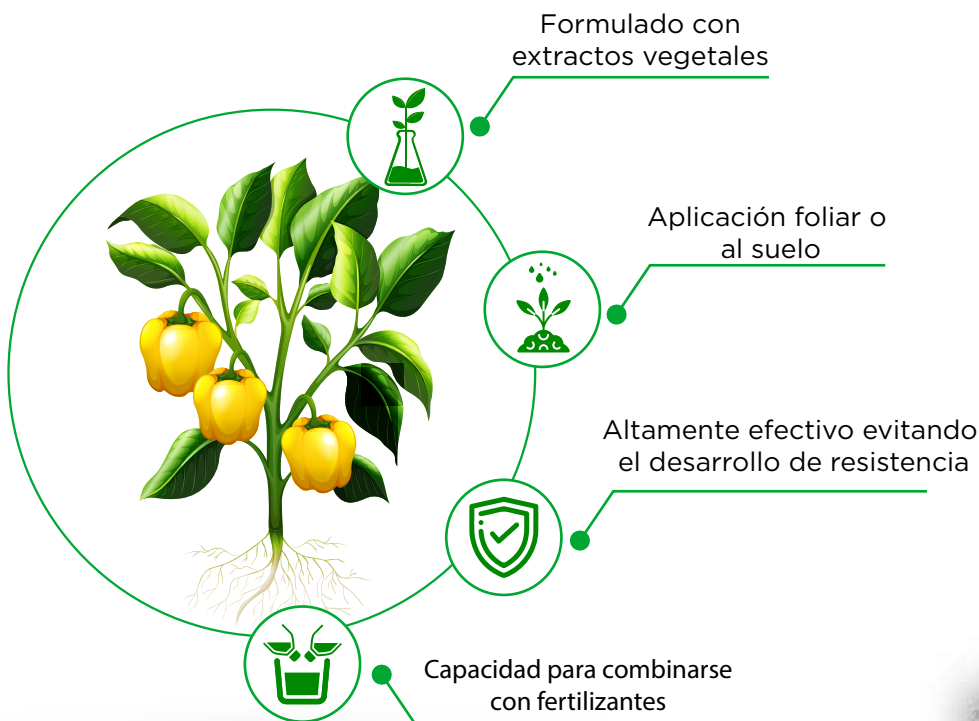 Formulado con
extractos vegetales
Aplicación foliar o
al suelo
Altamente efectivo evitando
el desarrollo de resistencia
Capacidad para combinarse
con fertilizantes